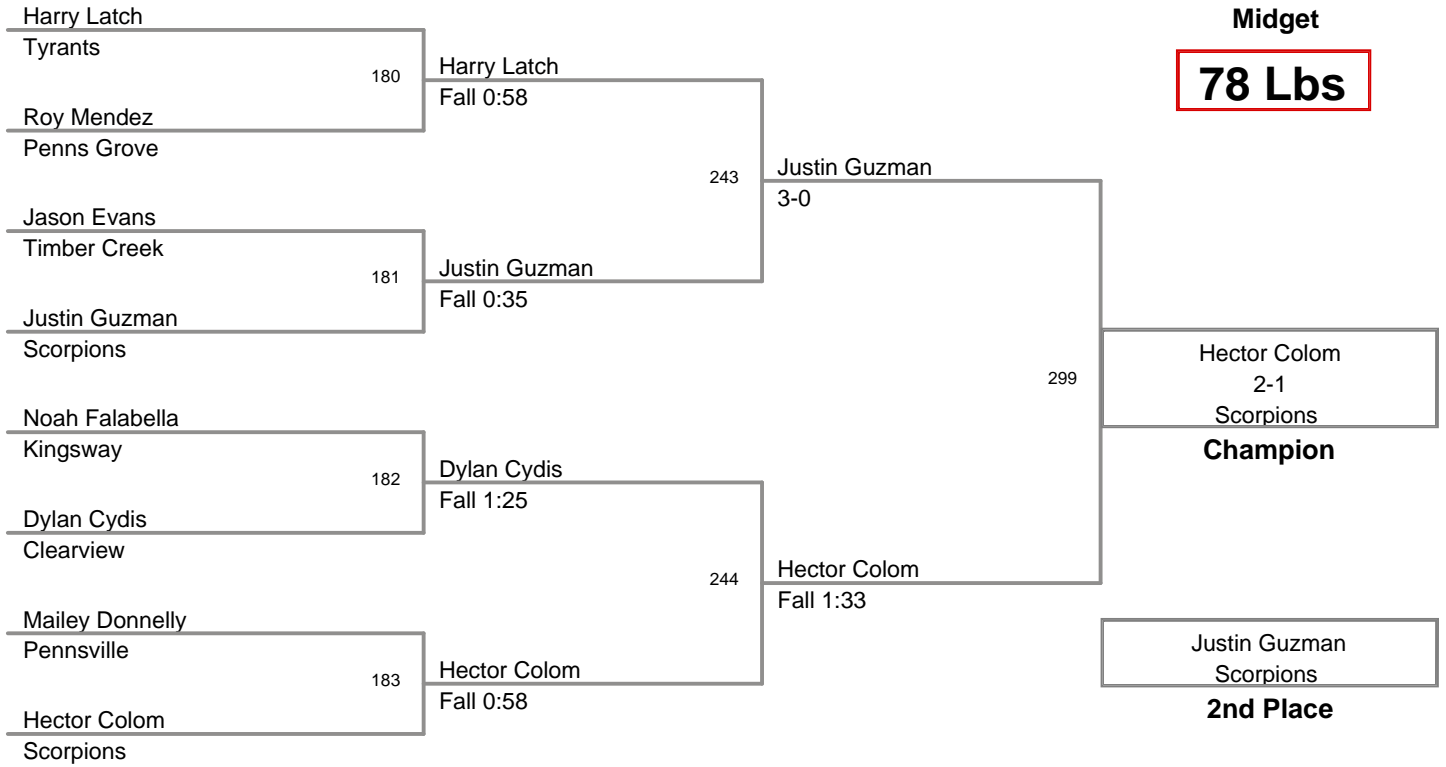 Harry Latch
Tyrants
180
Roy Mendez
Penns Grove
Jason Evans
Timber Creek
181
Justin Guzman
Scorpions
Noah Falabella
Kingsway
182
Dylan Cydis
Clearview
Mailey Donnelly
Pennsville
183
Hector Colom
Scorpions
Harry Latch
Fall 0:58
243
Justin Guzman
Fall 0:35
Dylan Cydis
Fall 1:25
244
Hector Colom
Fall 0:58
Justin Guzman
3-0
299
Hector Colom
Fall 1:33
Midget
78 Lbs
Hector Colom
2-1
Scorpions
Champion
Justin Guzman
Scorpions
2nd Place